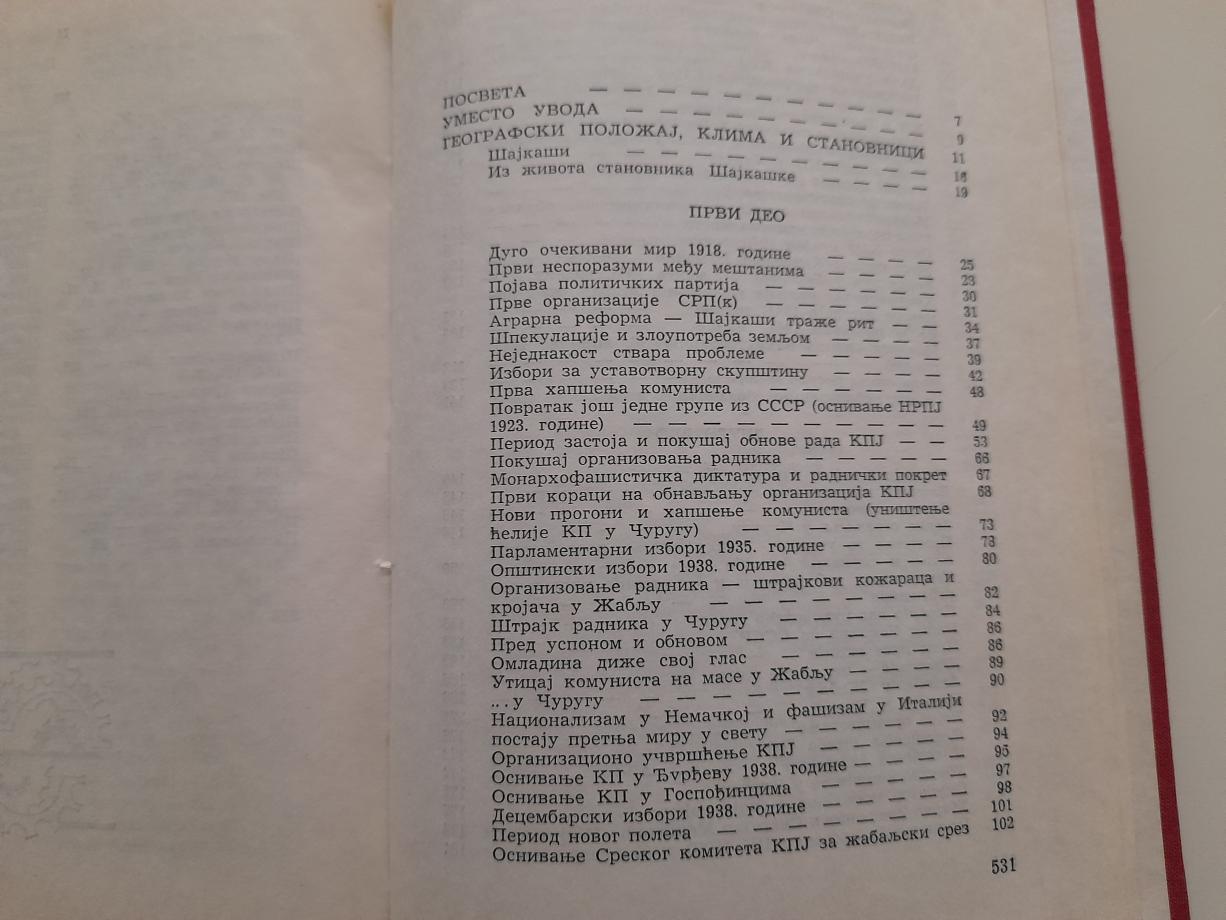 ПОСВЕТА — — — — — — — — — — 7
УМЕСТО УВОДА — — — — — — — — — 9
ГЕОГРАФСКИ ПОЛОЖАЈ, КЛИМА И СТАНОВНИЦИ 11
Шајкаши — — — — — — — — — 16
Из живота становника Шајкашке — — — — 19
ПРВИ ДЕО
Дуго очекивани мир 1918. године — — — — 25
Први неспоразуми међу мештанима — — — — 23
Појава политичких партија — — — — — — 30
Прве организације СРП(к) — — — — — — 31
Аграрна реформа — Шајкаши траже рит — — 34
Шпекулације и злоупотреба земљом — — — — 37
Неједнакост ствара проблеме — — — — — 39
Избори за уставотворну скупштину — — — — 42
Прва хапшења комуниста — — — — — — 48
Повратак још једне групе из СССР (оснивање НРПЈ
1923. године) — — — — — — — — — — 49
Период застоја и покушај обнове рада КПЈ — — 53
Покушај организовања радника — — — — — 66
Монархофашистичка диктатура и раднички покрет 67
Први кораци на обнављању организација КПЈ 68
Нови прогони и хапшење комуниста (уништење
ћелије КП у Чуругу) — — — — — — — 73
Парламентарни избори 1935. године — — — — 73
Општински избори 1938. године — — — — — 80
Организовање радника — штрајкови кожараца и
кројача у Жабљу — — — — — — — — 82
Штрајк радника у Чуругу — — — — — — 84
Пред успоном и обновом — — — — — — — 86
Омладина диже свој глас — — — — — — — 86
Утицај комуниста на масе у Жабљу — — — — 89
...у Чуругу — — — — — — — — — — 90
Национализам у Немачкој и фашизам у Италији
постају претња миру у свету — — — — — — 92
Организационо учвршћење КПЈ — — — — — 94
Оснивање КП у Ђурђеву 1938. године — — — — 95
Оснивање КП у Госпођинцима — — — — — 97
Децембарски избори 1938. године — — — — — 98
Период новог полета — — — — — — — — 101
Оснивање Среског комитета КПЈ за жабаљски срез 102
531